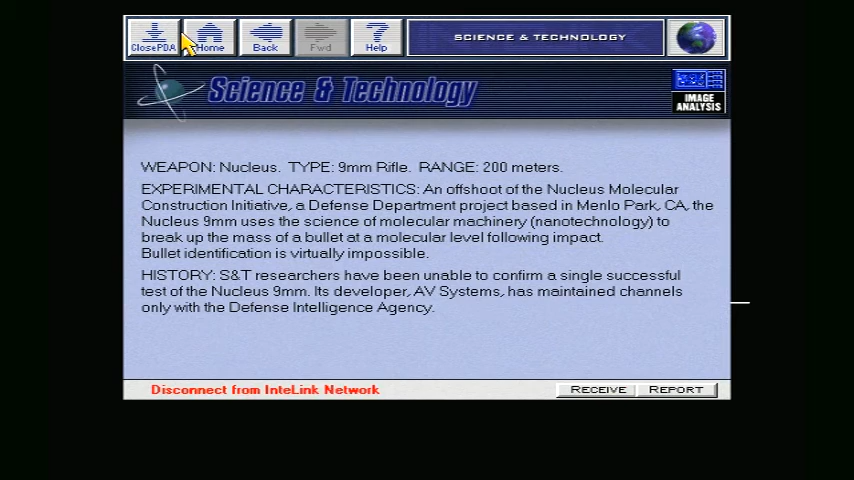 ClosePDA Home Back Fwd Help SCIENCE & TECHNOLOGY
Science & Technology
IMAGE
ANALYSIS
WEAPON: Nucleus. TYPE: 9mm Rifle. RANGE: 200 meters.
EXPERIMENTAL CHARACTERISTICS: An offshoot of the Nucleus Molecular
Construction Initiative, a Defense Department project based in Menlo Park, CA, the
Nucleus 9mm uses the science of molecular machinery (nanotechnology) to
break up the mass of a bullet at a molecular level following impact.
Bullet identification is virtually impossible.
HISTORY: S&T researchers have been unable to confirm a single successful
test of the Nucleus 9mm. Its developer, AV Systems, has maintained channels
only with the Defense Intelligence Agency.
Disconnect from InteLink Network RECEIVE REPORT